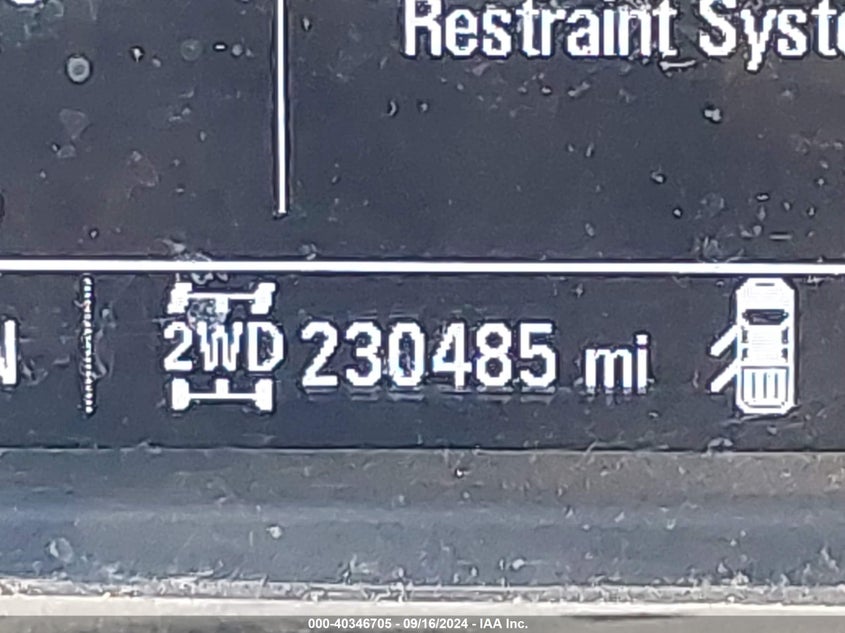 Restraint Syste
N 2WD 230485 mi
000-40346705 - 09/16/2024 - IAA Inc.